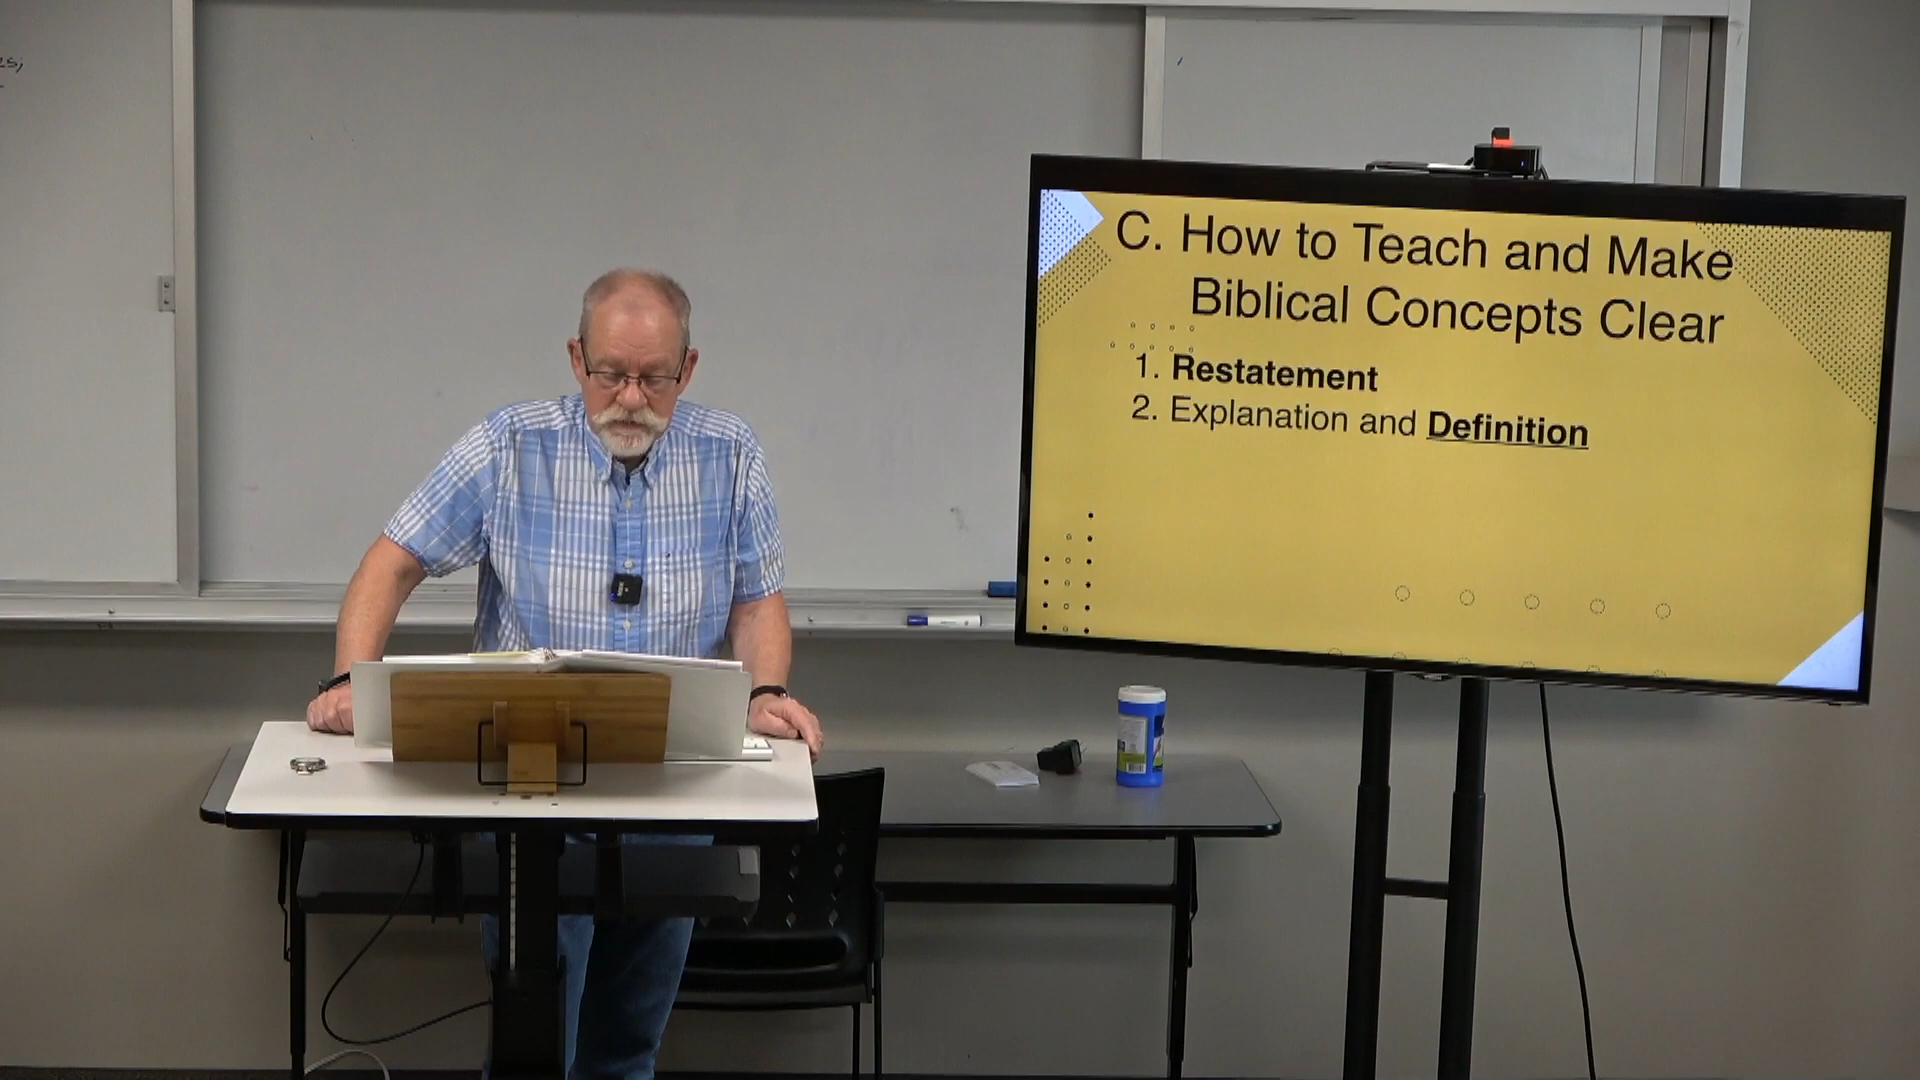 C. How to Teach and Make
Biblical Concepts Clear
1. Restatement
2. Explanation and Definition